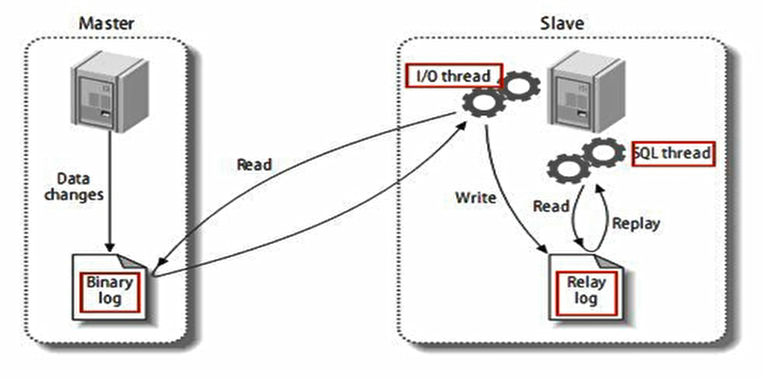 Master
Slave
I/O thread
SQL thread
Read
Data
changes
Write
Read
Replay
Binary
log
Relay
log